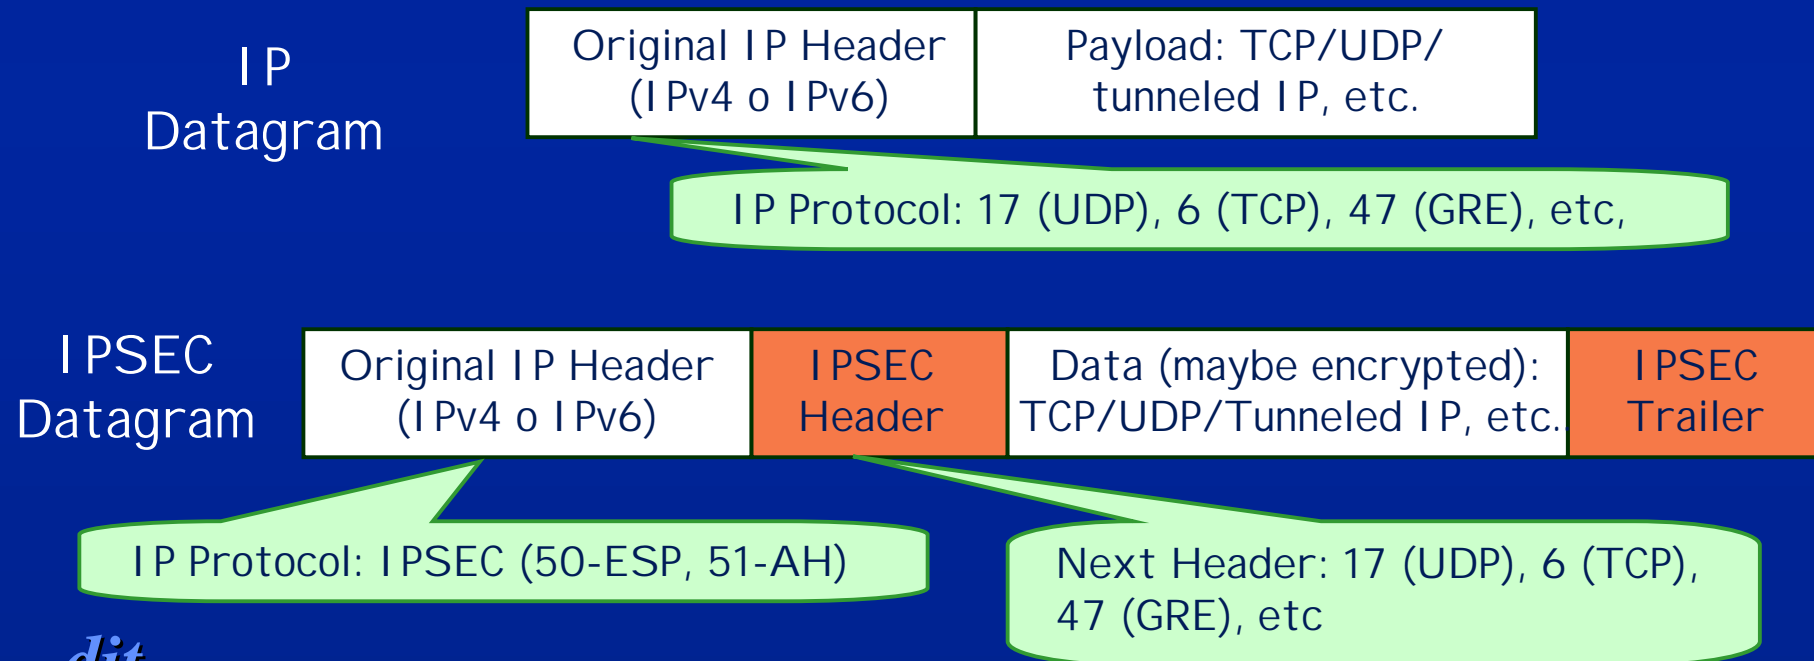 IP
Datagram
Original IP Header
(IPv4 o IPv6)
Payload: TCP/UDP/
tunneled IP, etc.
IP Protocol: 17 (UDP), 6 (TCP), 47 (GRE), etc,
IPSEC
Datagram
Original IP Header
(IPv4 o IPv6)
IPSEC
Header
Data (maybe encrypted):
TCP/UDP/Tunneled IP, etc..
IPSEC
Trailer
IP Protocol: IPSEC (50-ESP, 51-AH)
Next Header: 17 (UDP), 6 (TCP),
47 (GRE), etc
dit